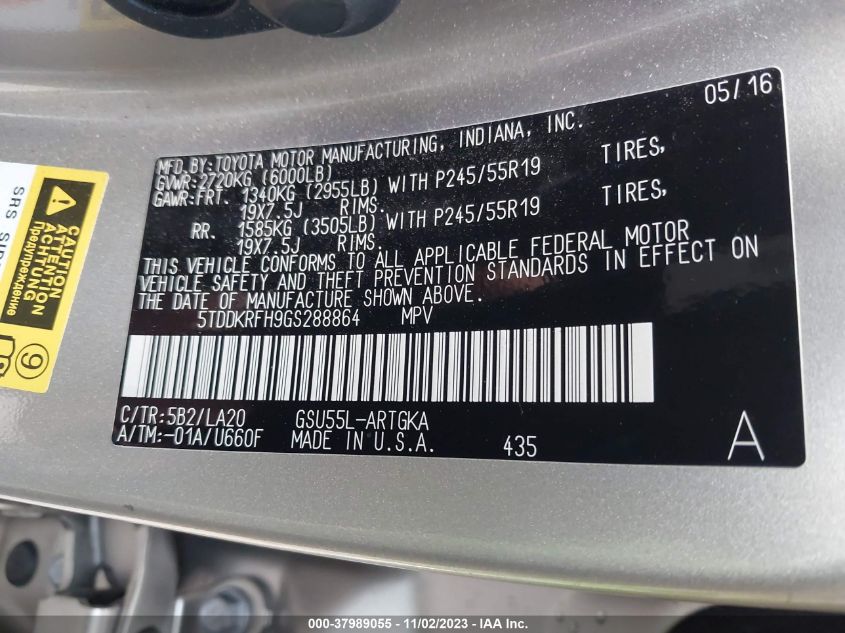 05/16
MFD.BY:TOYOTA MOTOR MANUFACTURING, INDIANA, INC.
GVWR:2720KG (6000LB)
GAWR:FRT. 1340KG (2955LB) WITH P245/55R19 TIRES,
19X7.5J RIMS.
RR. 1585KG (3505LB) WITH P245/55R19 TIRES,
19X7.5J RIMS.
THIS VEHICLE CONFORMS TO ALL APPLICABLE FEDERAL MOTOR
VEHICLE SAFETY AND THEFT PREVENTION STANDARDS IN EFFECT ON
THE DATE OF MANUFACTURE SHOWN ABOVE.
5TDDKRFH9GS288864 MPV
C/TR:5B2/LA20 GSU55L-ARTGKA
A/TM:-01A/U660F MADE IN U.S.A. 435 A
SRS
CAUTION
ATTENTION
ACHTUNG
Предупреждение
9
000-37989055 - 11/02/2023 - IAA Inc.